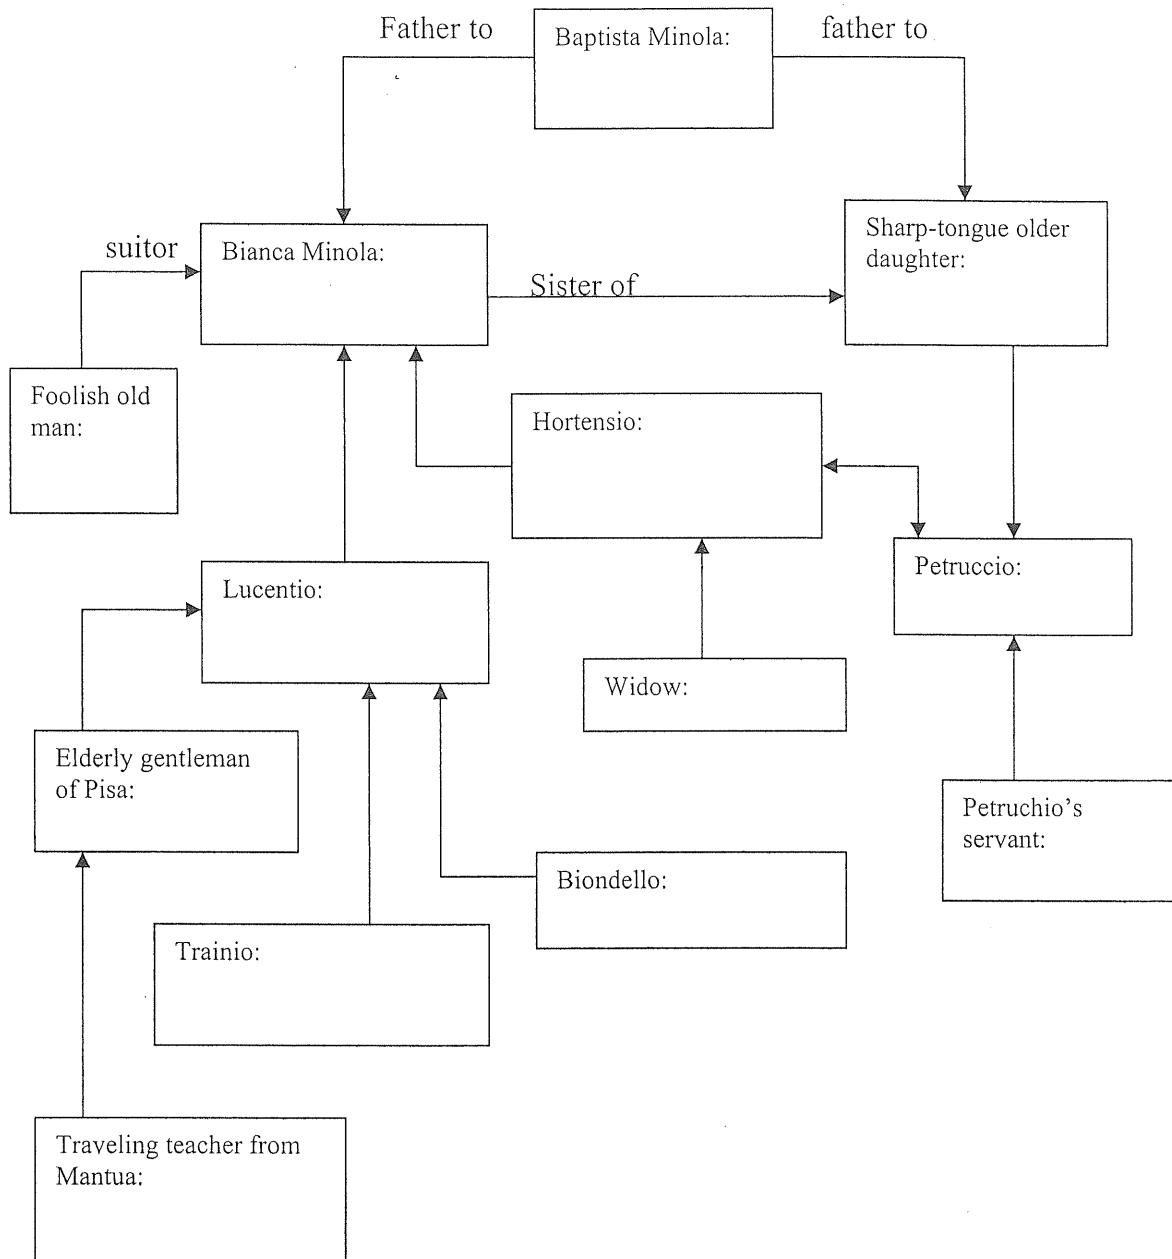 Father to
Baptista Minola:
father to
suitor
Bianca Minola:
Sister of
Sharp-tongue older
daughter:
Foolish old
man:
Hortensio:
Lucentio:
Petruccio:
Widow:
Elderly gentleman
of Pisa:
Petruchio's
servant:
Biondello:
Trainio:
Traveling teacher from
Mantua: